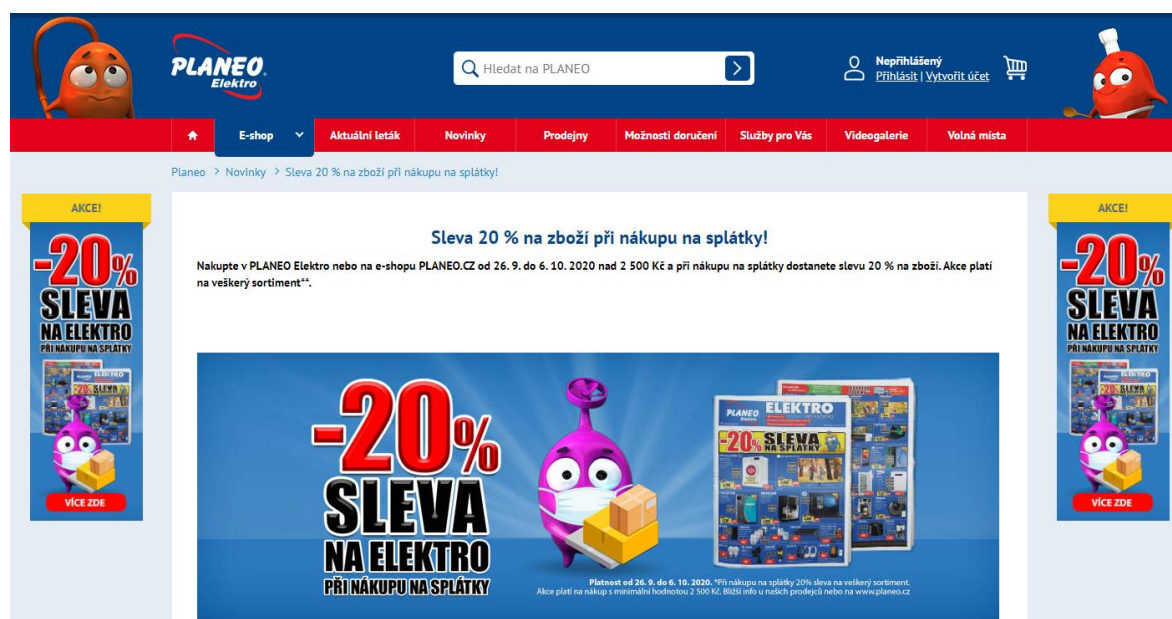 PLANEO
Elektro
Hledat na PLANEO
Nepřihlášený
Přihlásit | Vytvořit účet
E-shop
Aktuální leták
Novinky
Prodejny
Možnosti doručení
Služby pro Vás
Videogalerie
Volná místa
Planeo > Novinky > Sleva 20 % na zboží při nákupu na splátky!
AKCE!
-20%
SLEVA
NA ELEKTRO
PŘI NÁKUPU NA SPLÁTKY
VÍCE ZDE
Sleva 20 % na zboží při nákupu na splátky!
Nakupte v PLANEO Elektro nebo na e-shopu PLANEO.CZ od 26. 9. do 6. 10. 2020 nad 2 500 Kč a při nákupu na splátky dostanete slevu 20 % na zboží. Akce platí
na veškerý sortiment**.
-20%
SLEVA
NA ELEKTRO
PŘI NÁKUPU NA SPLÁTKY
PLANEO
Elektro
ELEKTRO
-20% SLEVA
NA SPLÁTKY
Platnost od 26. 9. do 6. 10. 2020. *Při nákupu na splátky 20% sleva na veškerý sortiment.
Akce platí na nákup s minimální hodnotou 2 500 Kč. Bližší info u našich prodejců nebo na www.planeo.cz
AKCE!
-20%
SLEVA
NA ELEKTRO
PŘI NÁKUPU NA SPLÁTKY
VÍCE ZDE